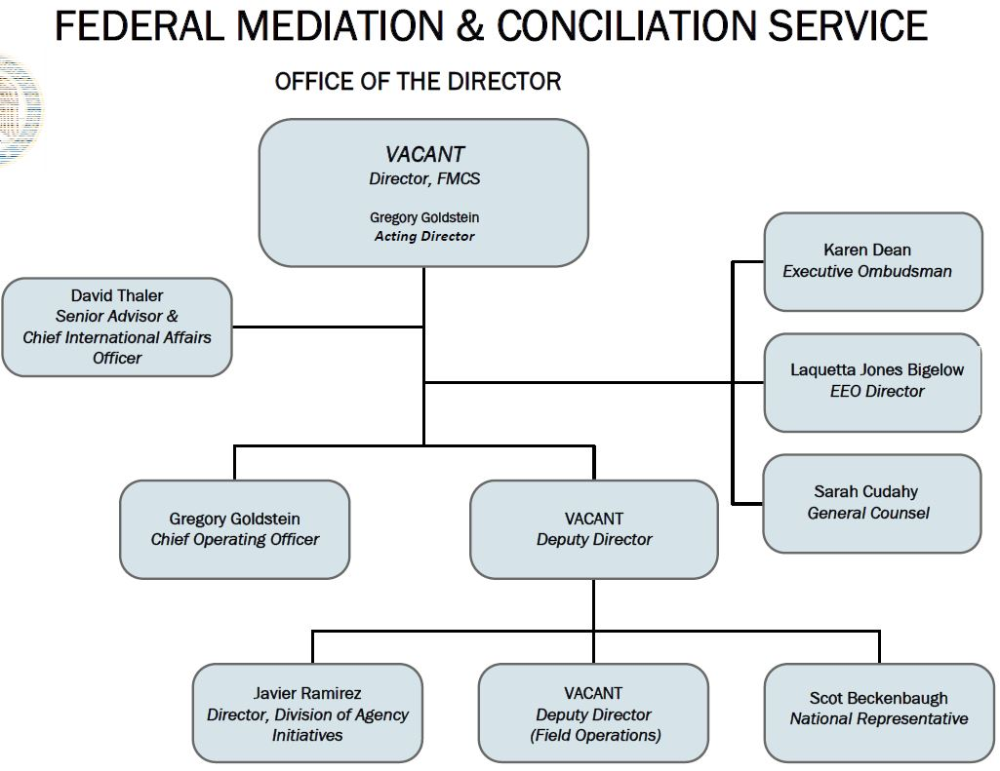 FEDERAL MEDIATION & CONCILIATION SERVICE
OFFICE OF THE DIRECTOR
VACANT
Director, FMCS
Gregory Goldstein
Acting Director
David Thaler
Senior Advisor &
Chief International Affairs
Officer
Karen Dean
Executive Ombudsman
Laquetta Jones Bigelow
EEO Director
Sarah Cudahy
General Counsel
Gregory Goldstein
Chief Operating Officer
VACANT
Deputy Director
Javier Ramirez
Director, Division of Agency
Initiatives
VACANT
Deputy Director
(Field Operations)
Scot Beckenbaugh
National Representative